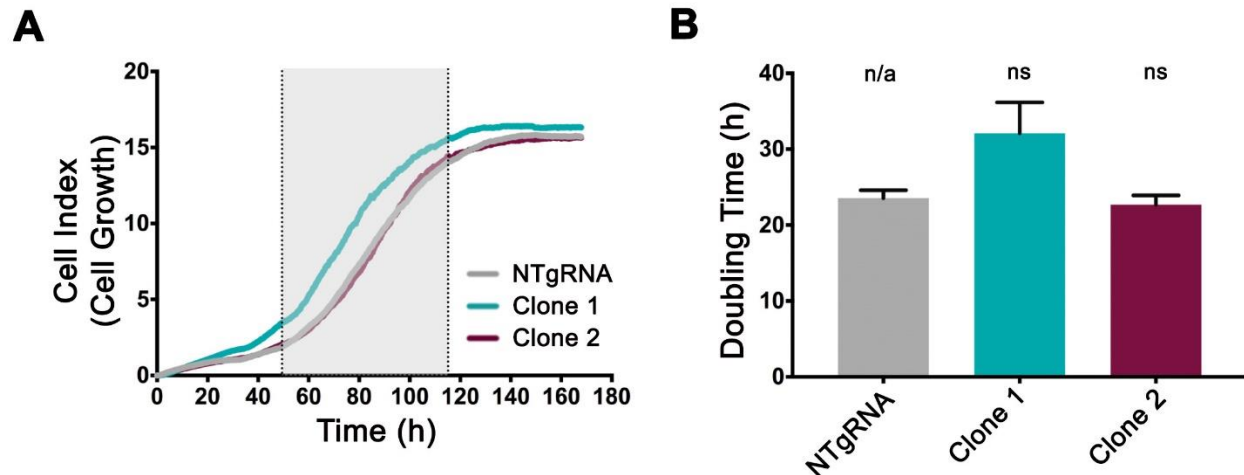 A
20
15
10
5
0
Cell Index
(Cell Growth)
NTgRNA
Clone 1
Clone 2
0 20 40 60 80 100 120 140 160 180
Time (h)
B
n/a ns ns
40
30
20
10
0
Doubling Time (h)
NTgRNA
Clone 1
Clone 2